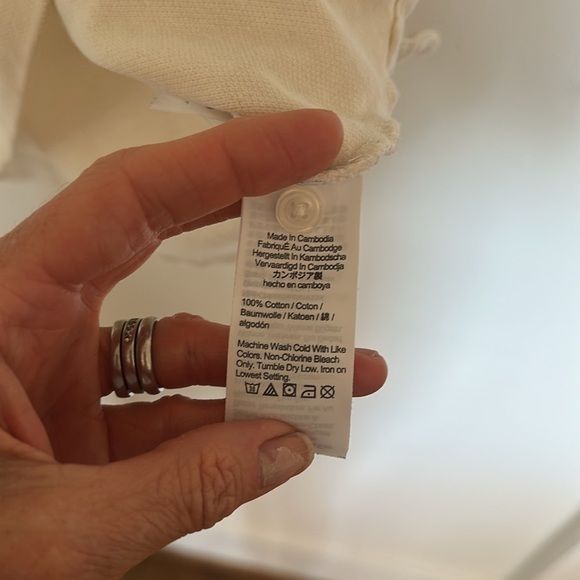 Made In Cambodia
FabriquÉ Au Cambodge
Hergestellt In Kambodscha
Vervaardigd In Cambodja
カンボジア製
hecho en camboya
100% Cotton / Coton /
Baumwolle / Katoen / 綿 /
algodón
Machine Wash Cold With Like
Colors. Non-Chlorine Bleach
Only. Tumble Dry Low. Iron on
Lowest Setting.